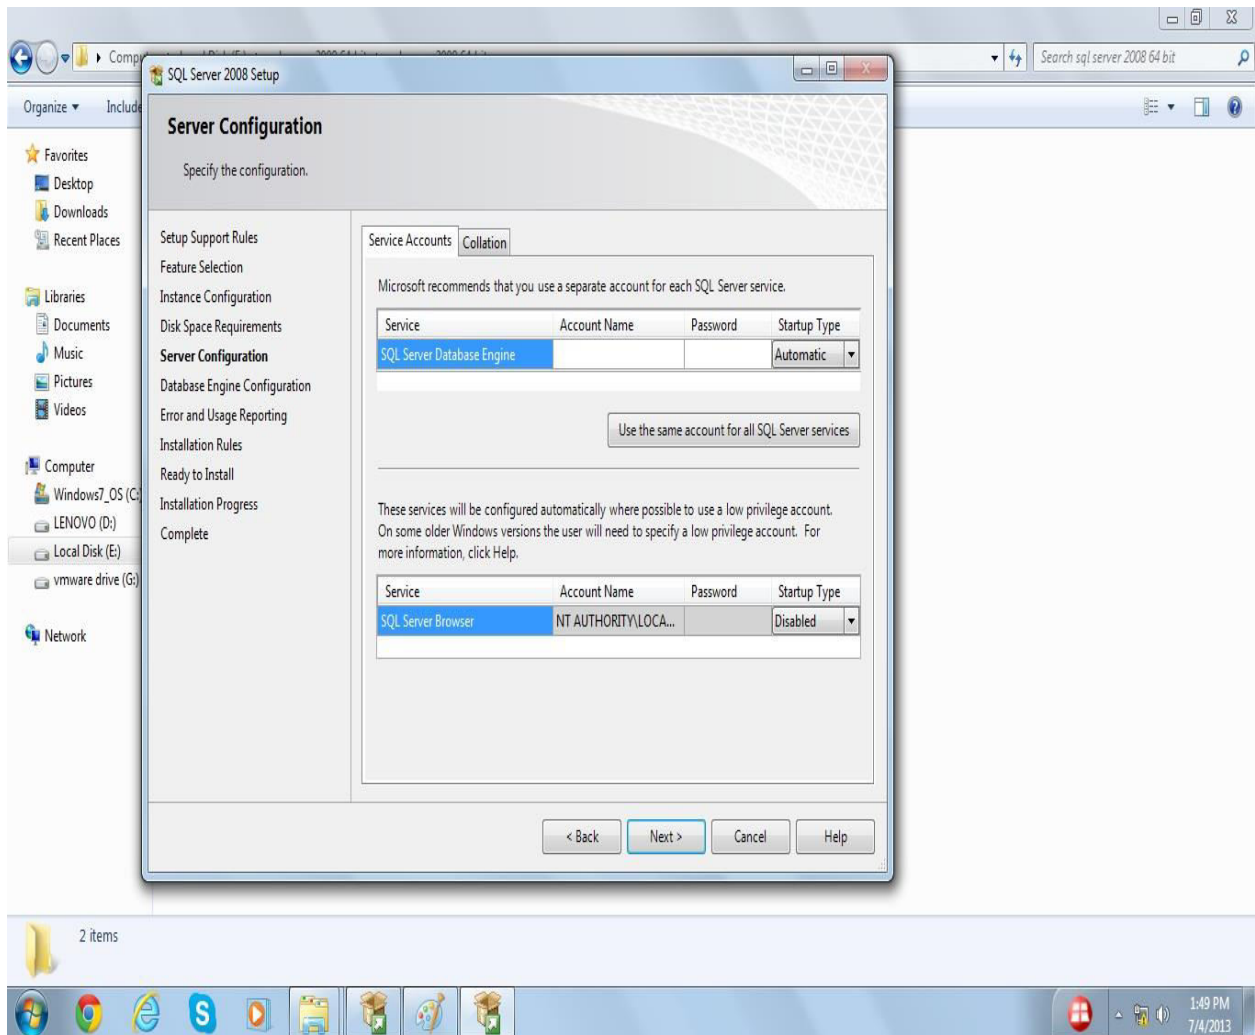 Search sql server 2008 64 bit
SQL Server 2008 Setup
Organize
Include
Server Configuration
Specify the configuration.
Favorites
Desktop
Downloads
Recent Places
Libraries
Documents
Music
Pictures
Videos
Computer
Windows7_OS (C:
LENOVO (D:)
Local Disk (E:)
vmware drive (G:)
Network
Setup Support Rules
Feature Selection
Instance Configuration
Disk Space Requirements
Server Configuration
Database Engine Configuration
Error and Usage Reporting
Installation Rules
Ready to Install
Installation Progress
Complete
Service Accounts Collation
Microsoft recommends that you use a separate account for each SQL Server service.
Service Account Name Password Startup Type
SQL Server Database Engine Automatic
Use the same account for all SQL Server services
These services will be configured automatically where possible to use a low privilege account.
On some older Windows versions the user will need to specify a low privilege account. For
more information, click Help.
Service Account Name Password Startup Type
SQL Server Browser NT AUTHORITY\LOCA... Disabled
< Back Next > Cancel Help
2 items
1:49 PM
7/4/2013